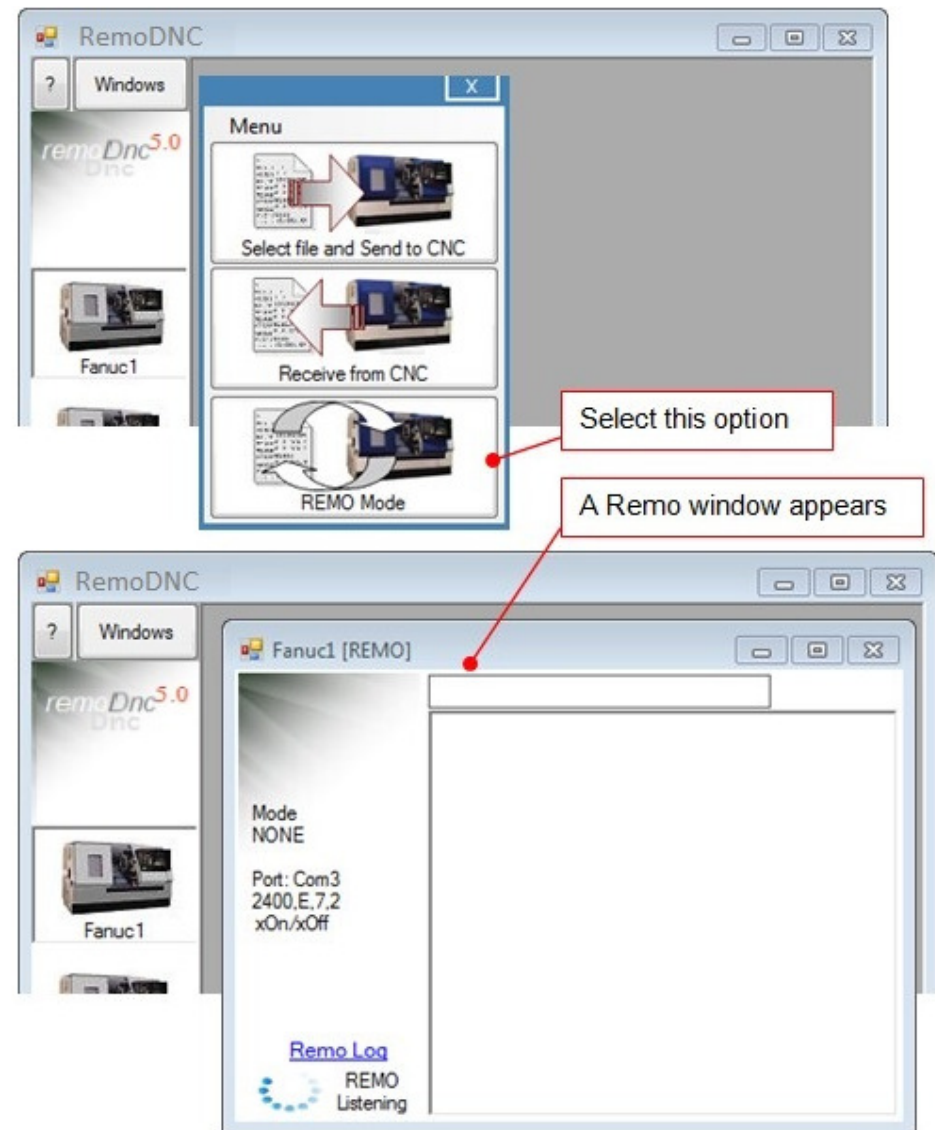 RemoDNC
? Windows
X
remoDnc5.0
Dnc
Menu
Select file and Send to CNC
Receive from CNC
REMO Mode
Fanuc1
Select this option
A Remo window appears
RemoDNC
? Windows
remoDnc5.0
Dnc
Fanuc1
Fanuc1 [REMO]
Mode
NONE
Port: Com3
2400,E,7,2
xOn/xOff
Remo Log
REMO
Listening